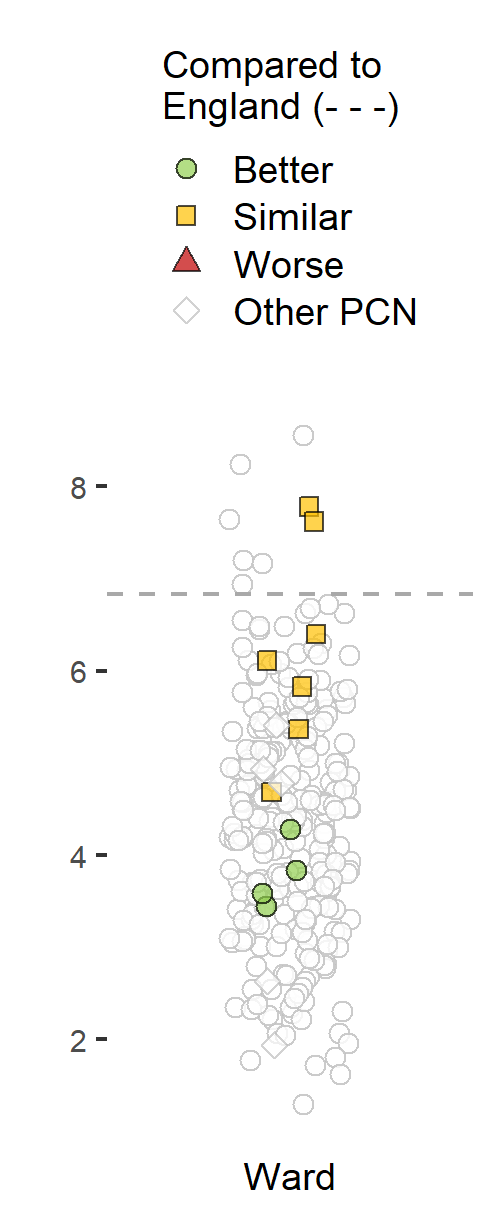 Compared to
England (- - -)
Better
Similar
Worse
Other PCN
8
6
4
2
Ward